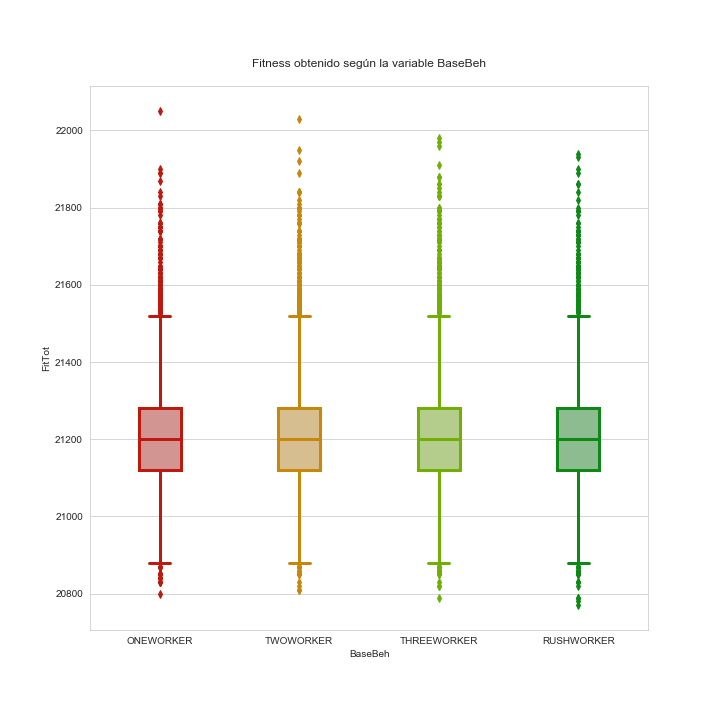 Fitness obtenido según la variable BaseBeh
FitTot
22000
21800
21600
21400
21200
21000
20800
ONEWORKER TWOWORKER THREEWORKER RUSHWORKER
BaseBeh